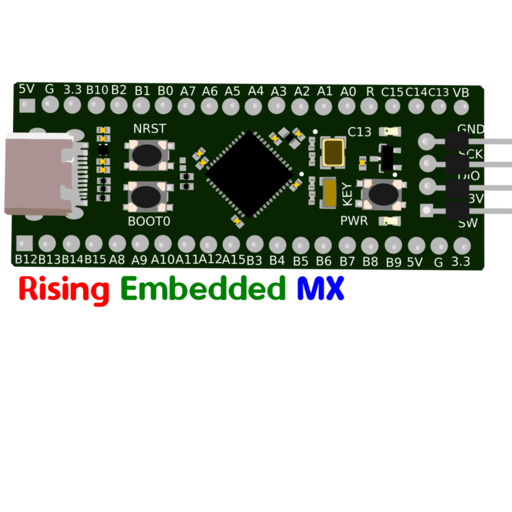 5V G 3.3 B10 B2 B1 B0 A7 A6 A5 A4 A3 A2 A1 A0 R C15 C14 C13 VB
NRST
C13
GND
SCK
DIO
3V
KEY
BOOT0
PWR
SW
B12 B13 B14 B15 A8 A9 A10 A11 A12 A15 B3 B4 B5 B6 B7 B8 B9 5V G 3.3
Rising Embedded MX